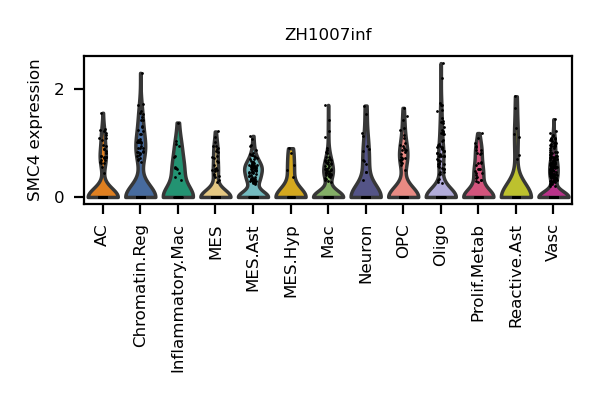 ZH1007inf
SMC4 expression
2
0
AC
Chromatin.Reg
Inflammatory.Mac
MES
MES.Ast
MES.Hyp
Mac
Neuron
OPC
Oligo
Prolif.Metab
Reactive.Ast
Vasc